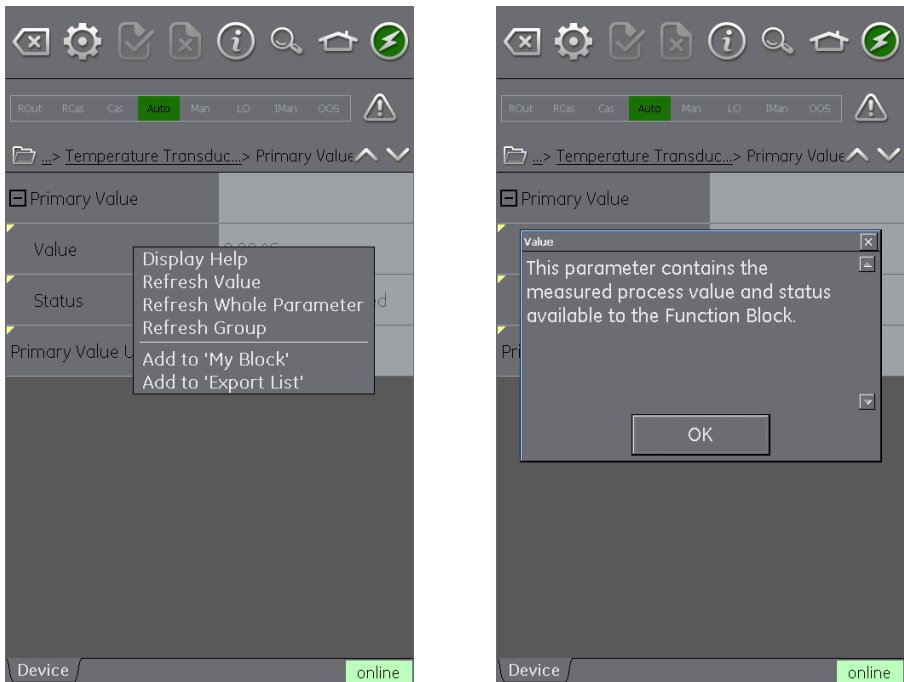 ROut RCas Cas Auto Man LO IMan OOS
...> Temperature Transduc...> Primary Value
Primary Value
Value
Status
Primary Value U
Display Help
Refresh Value
Refresh Whole Parameter
Refresh Group
Add to 'My Block'
Add to 'Export List'
Device
online
ROut RCas Cas Auto Man LO IMan OOS
...> Temperature Transduc...> Primary Value
Primary Value
Value
This parameter contains the
measured process value and status
available to the Function Block.
Pri
OK
Device
online